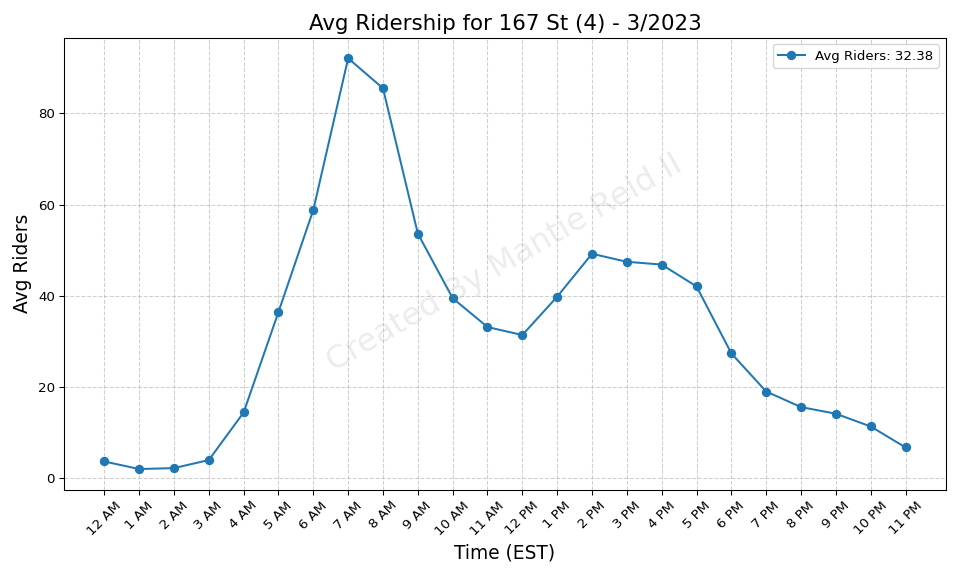 Avg Ridership for 167 St (4) - 3/2023
Avg Riders: 32.38
Avg Riders
80
60
40
20
0
Created By Mantie Reid II
12 AM
1 AM
2 AM
3 AM
4 AM
5 AM
6 AM
7 AM
8 AM
9 AM
10 AM
11 AM
12 PM
1 PM
2 PM
3 PM
4 PM
5 PM
6 PM
7 PM
8 PM
9 PM
10 PM
11 PM
Time (EST)